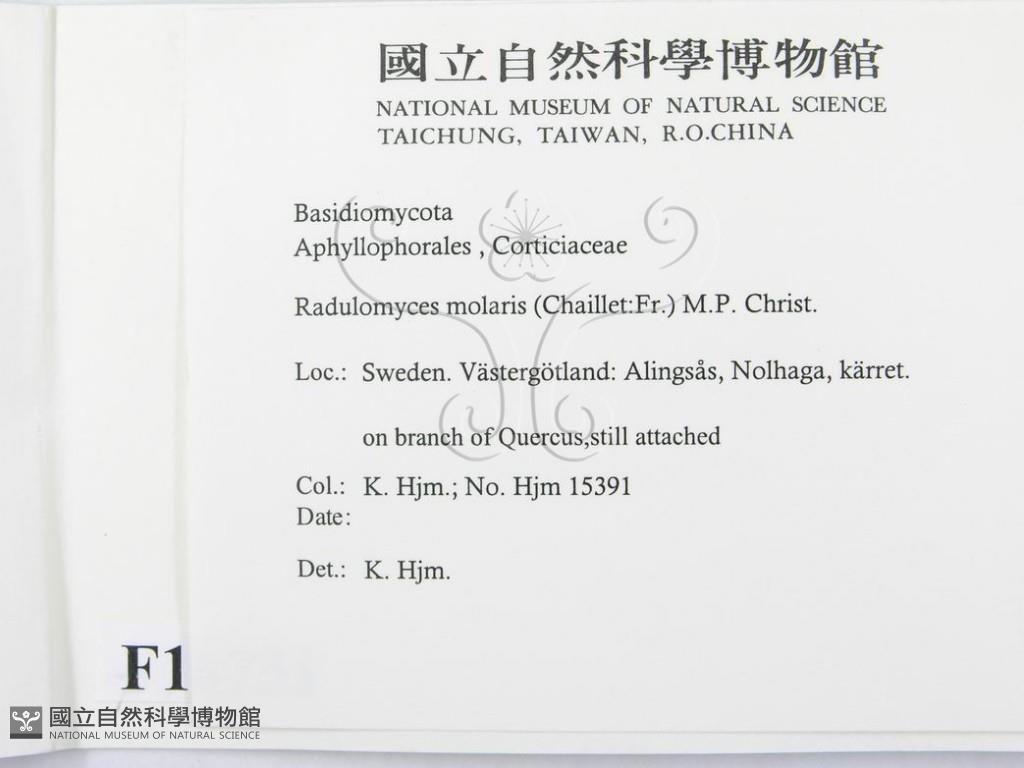 國立自然科學博物館
NATIONAL MUSEUM OF NATURAL SCIENCE
TAICHUNG, TAIWAN, R.O.CHINA
Basidiomycota
Aphyllophorales , Corticiaceae
Radulomyces molaris (Chaillet:Fr.) M.P. Christ.
Loc.: Sweden. Västergötland: Alingsås, Nolhaga, kärret.
on branch of Quercus,still attached
Col.: K. Hjm.; No. Hjm 15391
Date:
Det.: K. Hjm.
F1
國立自然科學博物館
NATIONAL MUSEUM OF NATURAL SCIENCE